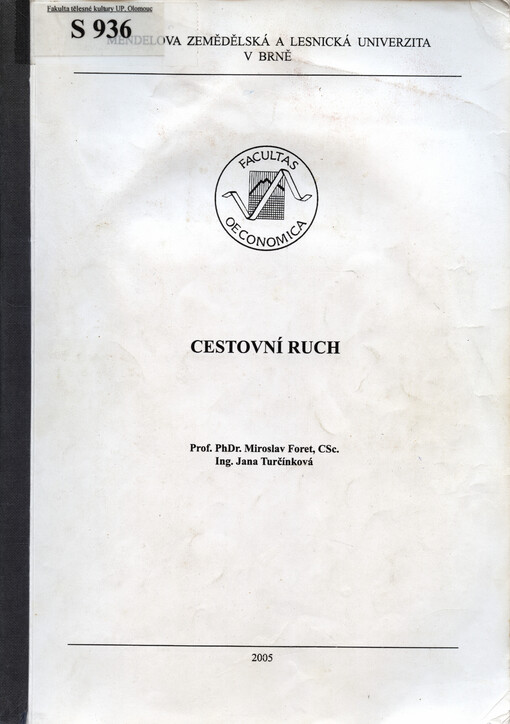 Fakulta tělesné kultury UP, Olomouc
S 936
MENDELOVA ZEMĚDĚLSKÁ A LESNICKÁ UNIVERZITA
V BRNĚ
FACULTAS
OECONOMICA
CESTOVNÍ RUCH
Prof. PhDr. Miroslav Foret, CSc.
Ing. Jana Turčínková
2005